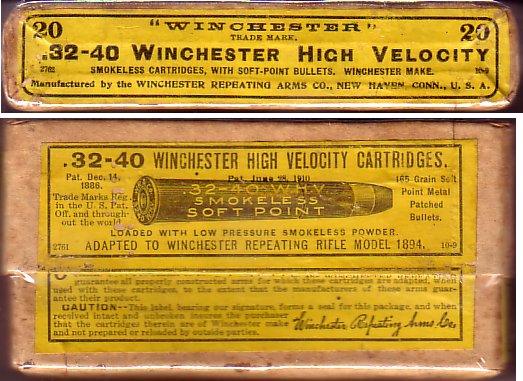 20 "WINCHESTER" 20
TRADE MARK.
.32-40 WINCHESTER HIGH VELOCITY
2762 SMOKELESS CARTRIDGES, WITH SOFT-POINT BULLETS. WINCHESTER MAKE. 10-9
Manufactured by the WINCHESTER REPEATING ARMS CO., NEW HAVEN, CONN., U. S. A.
.32-40 WINCHESTER HIGH VELOCITY CARTRIDGES.
Pat. Dec. 14,
1886.
Trade Marks Reg.
in the U. S. Pat.
Off. and through-
out the world
Pat. June 28, 1910
.32-40 W.H.V.
SMOKELESS
SOFT POINT
165 Grain Soft
Point Metal
Patched
Bullets.
LOADED WITH LOW PRESSURE SMOKELESS POWDER.
2761 ADAPTED TO WINCHESTER REPEATING RIFLE MODEL 1894. 10-9
guarantee all properly constructed arms for which these cartridges are adapted, when
used with these cartridges, to the extent that the manufacturers of these arms guar-
antee their product.
CAUTION--This label, bearing our signature, forms a seal for this package, and when
received intact and unbroken insures the purchaser
that the cartridges therein are of Winchester make
and not prepared or reloaded by outside parties.
Winchester Repeating Arms Co.